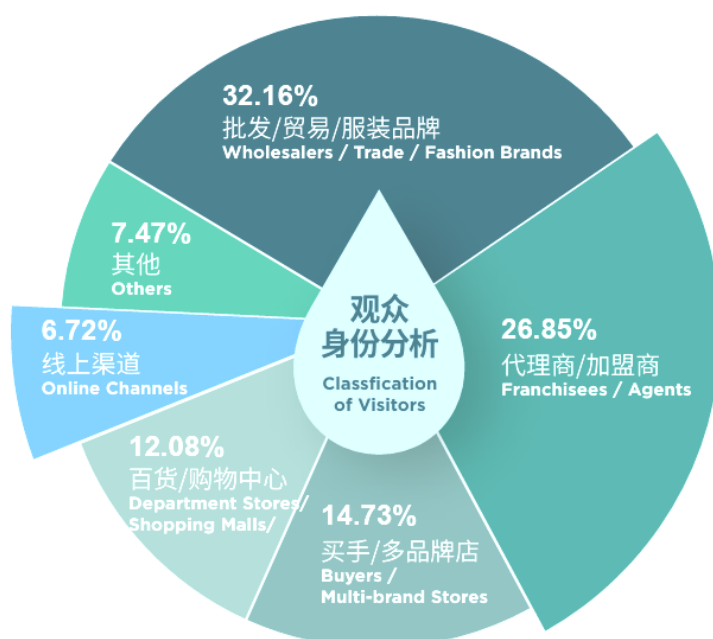 32.16%
批发/贸易/服装品牌
Wholesalers / Trade / Fashion Brands
7.47%
其他
Others
6.72%
线上渠道
Online Channels
观众
身份分析
Classfication
of Visitors
26.85%
代理商/加盟商
Franchisees / Agents
12.08%
百货/购物中心
Department Stores/
Shopping Malls/
14.73%
买手/多品牌店
Buyers /
Multi-brand Stores